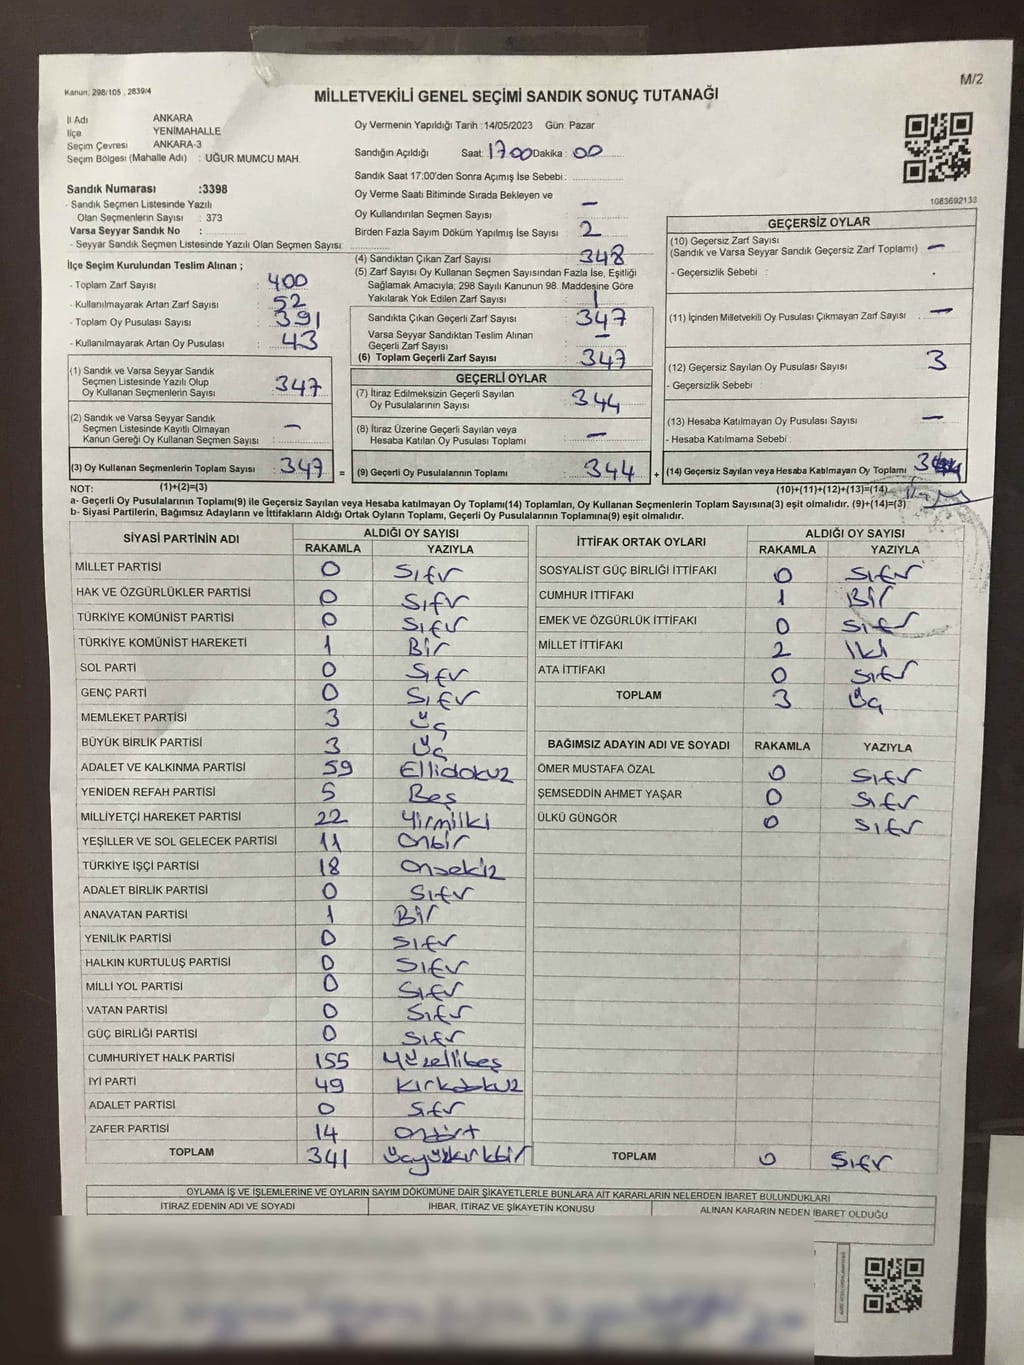 M/2
Kanun, 298/105 , 2839/4
MİLLETVEKİLİ GENEL SEÇİMİ SANDIK SONUÇ TUTANAĞI
İl Adı ANKARA
İlçe YENİMAHALLE
Seçim Çevresi ANKARA-3
Seçim Bölgesi (Mahalle Adı) : UĞUR MUMCU MAH.
Oy Vermenin Yapıldığı Tarih :14/05/2023 Gün: Pazar
Sandığın Açıldığı Saat: 17 00 Dakika : 00
Sandık Saat 17:00'den Sonra Açımış İse Sebebi:
Oy Verme Saati Bitiminde Sırada Bekleyen ve
Oy Kullandırılan Seçmen Sayısı –
Birden Fazla Sayım Döküm Yapılmış İse Sayısı 2
Sandık Numarası :3398
- Sandık Seçmen Listesinde Yazılı
Olan Seçmenlerin Sayısı : 373
Varsa Seyyar Sandık No :
- Seyyar Sandık Seçmen Listesinde Yazılı Olan Seçmen Sayısı:
İlçe Seçim Kurulundan Teslim Alınan ;
- Toplam Zarf Sayısı : 400
- Kullanılmayarak Artan Zarf Sayısı : 52
- Toplam Oy Pusulası Sayısı : 391
- Kullanılmayarak Artan Oy Pusulası : 43
(1) Sandık ve Varsa Seyyar Sandık
Seçmen Listesinde Yazılı Olup
Oy Kullanan Seçmenlerin Sayısı : 347
(2) Sandık ve Varsa Seyyar Sandık
Seçmen Listesinde Kayıtlı Olmayan
Kanun Gereği Oy Kullanan Seçmen Sayısı : –
(3) Oy Kullanan Seçmenlerin Toplam Sayısı : 347 =
(4) Sandıktan Çıkan Zarf Sayısı : 348
(5) Zarf Sayısı Oy Kullanan Seçmen Sayısından Fazla İse, Eşitliği
Sağlamak Amacıyla; 298 Sayılı Kanunun 98. Maddesine Göre
Yakılarak Yok Edilen Zarf Sayısı : 1
Sandıkta Çıkan Geçerli Zarf Sayısı : 347
Varsa Seyyar Sandıktan Teslim Alınan
Geçerli Zarf Sayısı : –
(6) Toplam Geçerli Zarf Sayısı : 347
GEÇERLİ OYLAR
(7) İtiraz Edilmeksizin Geçerli Sayılan
Oy Pusulalarının Sayısı : 344
(8) İtiraz Üzerine Geçerli Sayılan veya
Hesaba Katılan Oy Pusulası Toplamı : –
(9) Geçerli Oy Pusulalarının Toplamı : 344 +
1083692133
GEÇERSİZ OYLAR
(10) Geçersiz Zarf Sayısı
(Sandık ve Varsa Seyyar Sandık Geçersiz Zarf Toplamı) –
- Geçersizlik Sebebi :
(11) İçinden Milletvekili Oy Pusulası Çıkmayan Zarf Sayısı –
(12) Geçersiz Sayılan Oy Pusulası Sayısı 3
- Geçersizlik Sebebi :
(13) Hesaba Katılmayan Oy Pusulası Sayısı –
- Hesaba Katılmama Sebebi :
(14) Geçersiz Sayılan veya Hesaba Katılmayan Oy Toplamı 3
NOT: (1)+(2)=(3) (10)+(11)+(12)+(13)=(14)
a- Geçerli Oy Pusulalarının Toplamı(9) ile Geçersiz Sayılan veya Hesaba katılmayan Oy Toplamı(14) Toplamları, Oy Kullanan Seçmenlerin Toplam Sayısına(3) eşit olmalıdır. (9)+(14)=(3)
b- Siyasi Partilerin, Bağımsız Adayların ve İttifakların Aldığı Ortak Oyların Toplamı, Geçerli Oy Pusulalarının Toplamına(9) eşit olmalıdır.
SİYASİ PARTİNİN ADI ALDIĞI OY SAYISI
RAKAMLA YAZIYLA
MİLLET PARTİSİ 0 Sıfır
HAK VE ÖZGÜRLÜKLER PARTİSİ 0 Sıfır
TÜRKİYE KOMÜNİST PARTİSİ 0 Sıfır
TÜRKİYE KOMÜNİST HAREKETİ 1 Bir
SOL PARTİ 0 Sıfır
GENÇ PARTİ 0 Sıfır
MEMLEKET PARTİSİ 3 Üç
BÜYÜK BİRLİK PARTİSİ 3 Üç
ADALET VE KALKINMA PARTİSİ 59 Ellidokuz
YENİDEN REFAH PARTİSİ 5 Beş
MİLLİYETÇİ HAREKET PARTİSİ 22 Yirmiİki
YEŞİLLER VE SOL GELECEK PARTİSİ 11 Onbir
TÜRKİYE İŞÇİ PARTİSİ 18 Onsekiz
ADALET BİRLİK PARTİSİ 0 Sıfır
ANAVATAN PARTİSİ 1 Bir
YENİLİK PARTİSİ 0 Sıfır
HALKIN KURTULUŞ PARTİSİ 0 Sıfır
MİLLİ YOL PARTİSİ 0 Sıfır
VATAN PARTİSİ 0 Sıfır
GÜÇ BİRLİĞİ PARTİSİ 0 Sıfır
CUMHURİYET HALK PARTİSİ 155 Yüzellibeş
İYİ PARTİ 49 Kırkdokuz
ADALET PARTİSİ 0 Sıfır
ZAFER PARTİSİ 14 Ondört
TOPLAM 341 Üçyüzkırkbir
İTTİFAK ORTAK OYLARI ALDIĞI OY SAYISI
RAKAMLA YAZIYLA
SOSYALİST GÜÇ BİRLİĞİ İTTİFAKI 0 Sıfır
CUMHUR İTTİFAKI 1 Bir
EMEK VE ÖZGÜRLÜK İTTİFAKI 0 Sıfır
MİLLET İTTİFAKI 2 İki
ATA İTTİFAKI 0 Sıfır
TOPLAM 3 Üç
BAĞIMSIZ ADAYIN ADI VE SOYADI RAKAMLA YAZIYLA
ÖMER MUSTAFA ÖZAL 0 Sıfır
ŞEMSEDDİN AHMET YAŞAR 0 Sıfır
ÜLKÜ GÜNGÖR 0 Sıfır
TOPLAM 0 Sıfır
OYLAMA İŞ VE İŞLEMLERİNE VE OYLARIN SAYIM DÖKÜMÜNE DAİR ŞİKAYETLERLE BUNLARA AİT KARARLARIN NELERDEN İBARET BULUNDUKLARI
İTİRAZ EDENİN ADI VE SOYADI İHBAR, İTİRAZ VE ŞİKAYETİN KONUSU ALINAN KARARIN NEDEN İBARET OLDUĞU